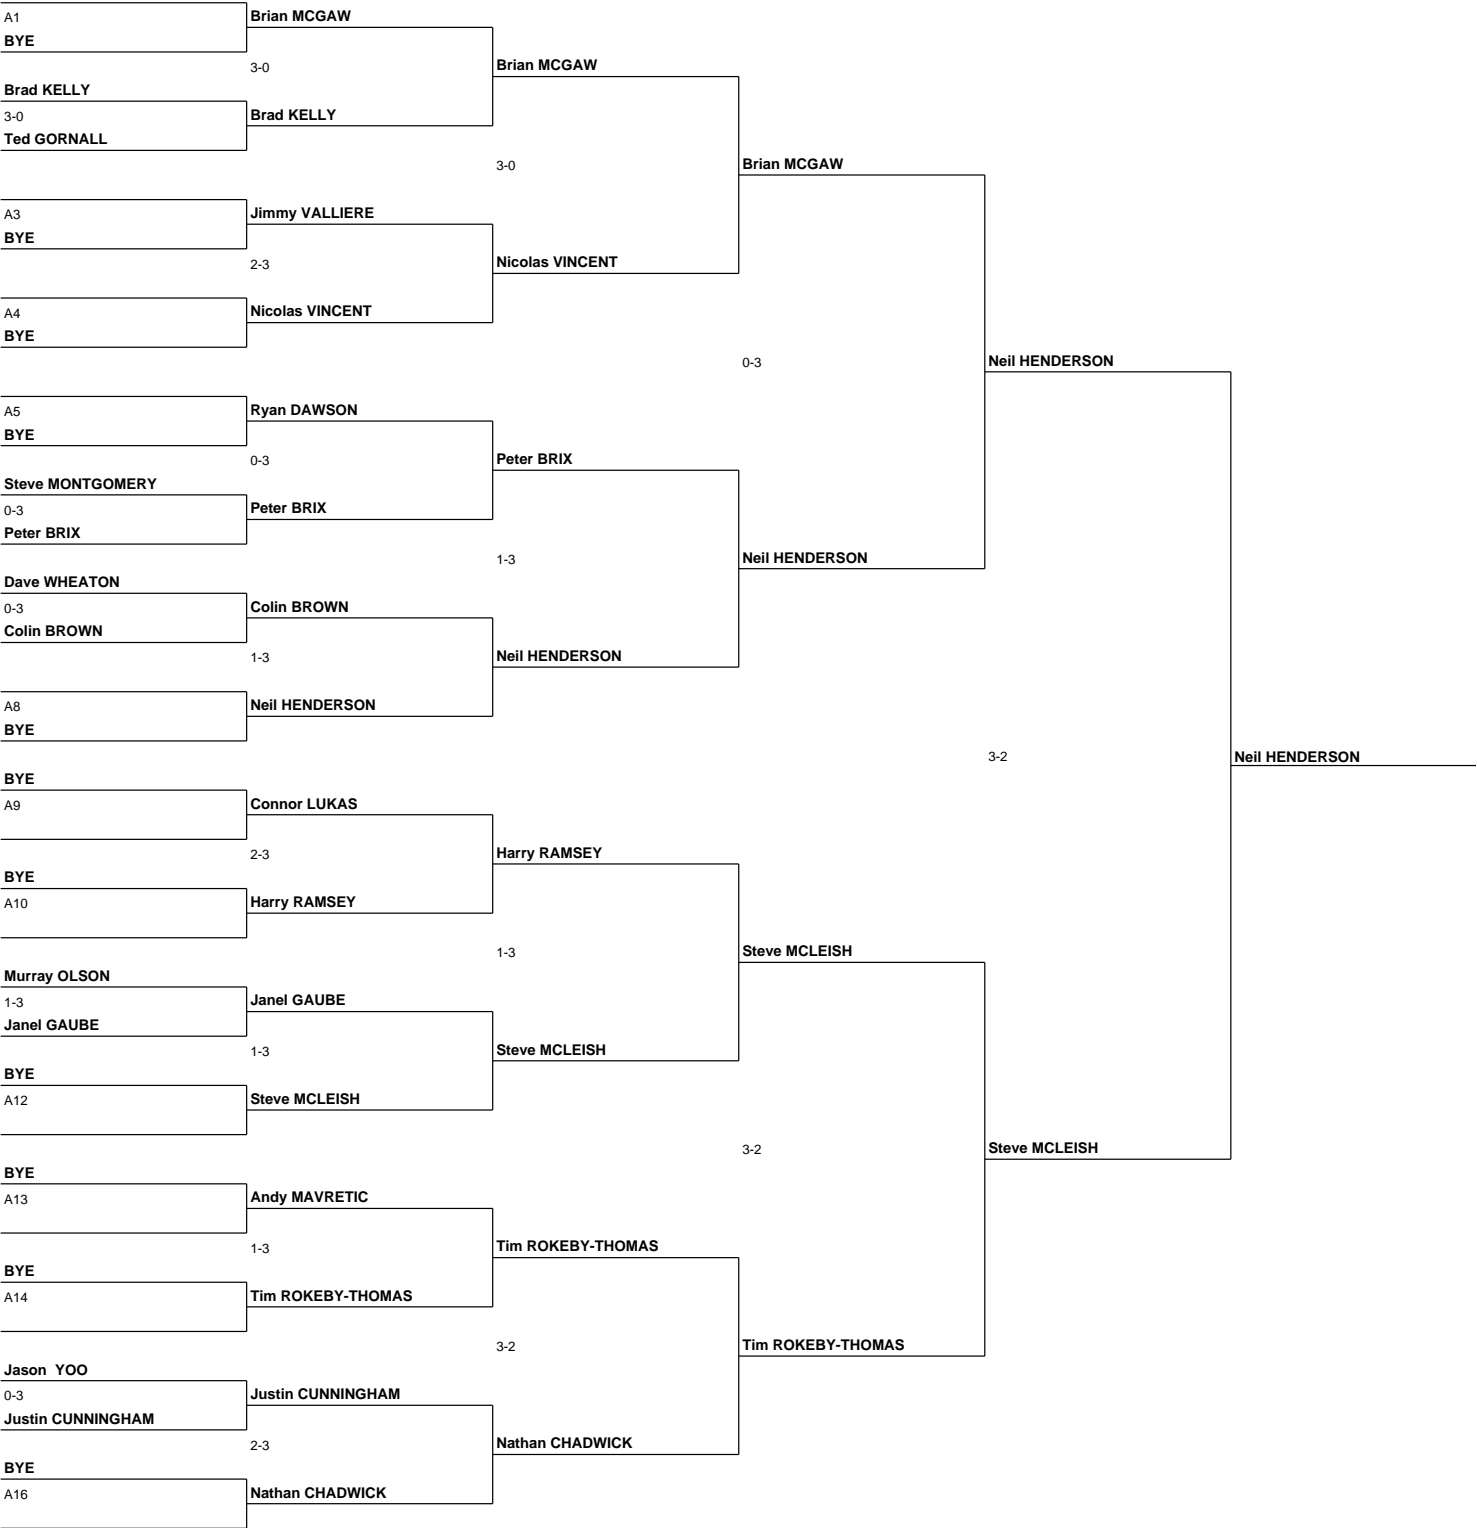 A1
BYE
Brian MCGAW
3-0
Brad KELLY
3-0
Ted GORNALL
Brad KELLY
Brian MCGAW
3-0
A3
BYE
Jimmy VALLIERE
2-3
A4
BYE
Nicolas VINCENT
Nicolas VINCENT
Brian MCGAW
0-3
A5
BYE
Ryan DAWSON
0-3
Steve MONTGOMERY
0-3
Peter BRIX
Peter BRIX
Peter BRIX
1-3
Dave WHEATON
0-3
Colin BROWN
Colin BROWN
1-3
A8
BYE
Neil HENDERSON
Neil HENDERSON
Neil HENDERSON
Neil HENDERSON
3-2
Neil HENDERSON
BYE
A9
Connor LUKAS
2-3
BYE
A10
Harry RAMSEY
Harry RAMSEY
1-3
Murray OLSON
1-3
Janel GAUBE
Janel GAUBE
1-3
BYE
A12
Steve MCLEISH
Steve MCLEISH
Steve MCLEISH
3-2
Steve MCLEISH
BYE
A13
Andy MAVRETIC
1-3
BYE
A14
Tim ROKEBY-THOMAS
Tim ROKEBY-THOMAS
3-2
Tim ROKEBY-THOMAS
Jason  YOO
0-3
Justin CUNNINGHAM
Justin CUNNINGHAM
2-3
BYE
A16
Nathan CHADWICK
Nathan CHADWICK